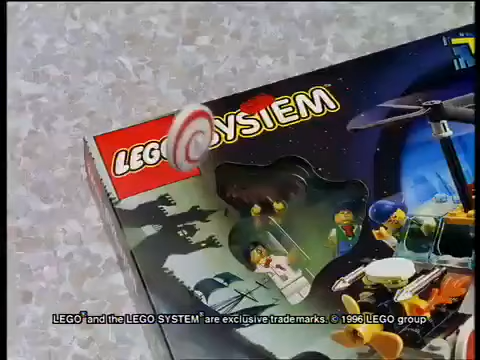 LEGO SYSTEM
LEGO® and the LEGO SYSTEM® are exclusive trademarks. © 1996 LEGO group